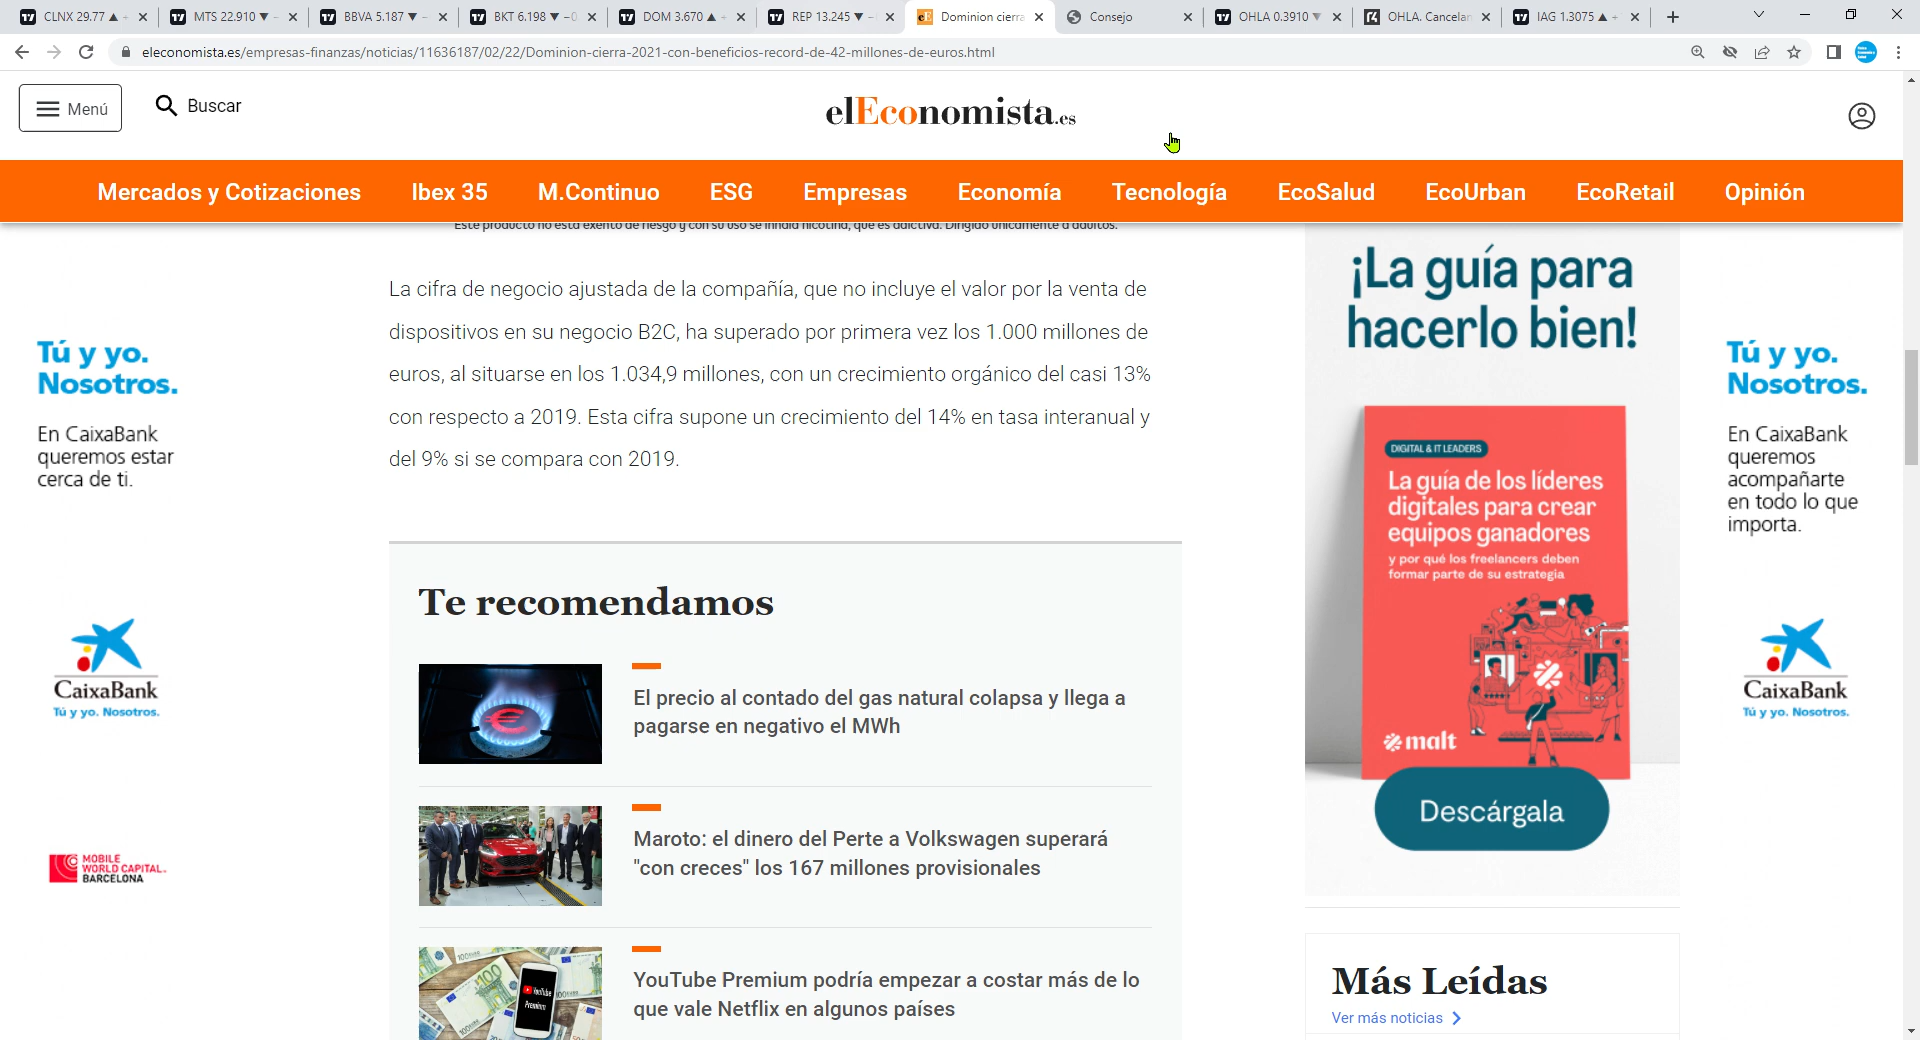 CLNX 29.77 ▲ +
MTS 22.910 ▼ −
BBVA 5.187 ▼ −
BKT 6.198 ▼ −0
DOM 3.670 ▲ +
REP 13.245 ▼ −
Dominion cierra
Consejo
OHLA 0.3910 ▼
OHLA. Cancelan
IAG 1.3075 ▲ +
eleconomista.es/empresas-finanzas/noticias/11636187/02/22/Dominion-cierra-2021-con-beneficios-record-de-42-millones-de-euros.html
Menú
Buscar
elEconomista.es
Mercados y Cotizaciones
Ibex 35
M.Continuo
ESG
Empresas
Economía
Tecnología
EcoSalud
EcoUrban
EcoRetail
Opinión
Este producto no está exento de riesgo y con su uso se inhala nicotina, que es adictiva. Dirigido únicamente a adultos.
La cifra de negocio ajustada de la compañía, que no incluye el valor por la venta de
dispositivos en su negocio B2C, ha superado por primera vez los 1.000 millones de
euros, al situarse en los 1.034,9 millones, con un crecimiento orgánico del casi 13%
con respecto a 2019. Esta cifra supone un crecimiento del 14% en tasa interanual y
del 9% si se compara con 2019.
Te recomendamos
El precio al contado del gas natural colapsa y llega a
pagarse en negativo el MWh
Maroto: el dinero del Perte a Volkswagen superará
"con creces" los 167 millones provisionales
YouTube
Premium
YouTube Premium podría empezar a costar más de lo
que vale Netflix en algunos países
Tú y yo.
Nosotros.
En CaixaBank
queremos estar
cerca de ti.
CaixaBank
Tú y yo. Nosotros.
MOBILE
WORLD CAPITAL.
BARCELONA
¡La guía para
hacerlo bien!
DIGITAL & IT LEADERS
La guía de los líderes
digitales para crear
equipos ganadores
y por qué los freelancers deben
formar parte de su estrategia
malt
Descárgala
Más Leídas
Ver más noticias
Tú y yo.
Nosotros.
En CaixaBank
queremos
acompañarte
en todo lo que
importa.
CaixaBank
Tú y yo. Nosotros.